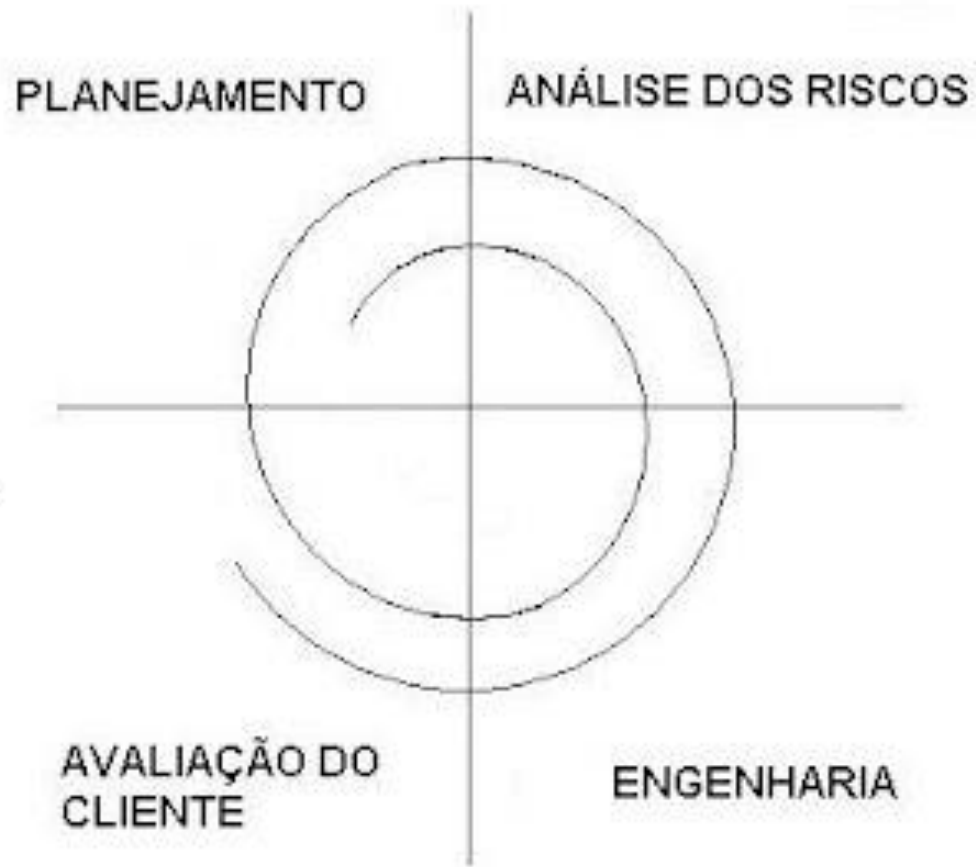 PLANEJAMENTO
ANÁLISE DOS RISCOS
AVALIAÇÃO DO
CLIENTE
ENGENHARIA